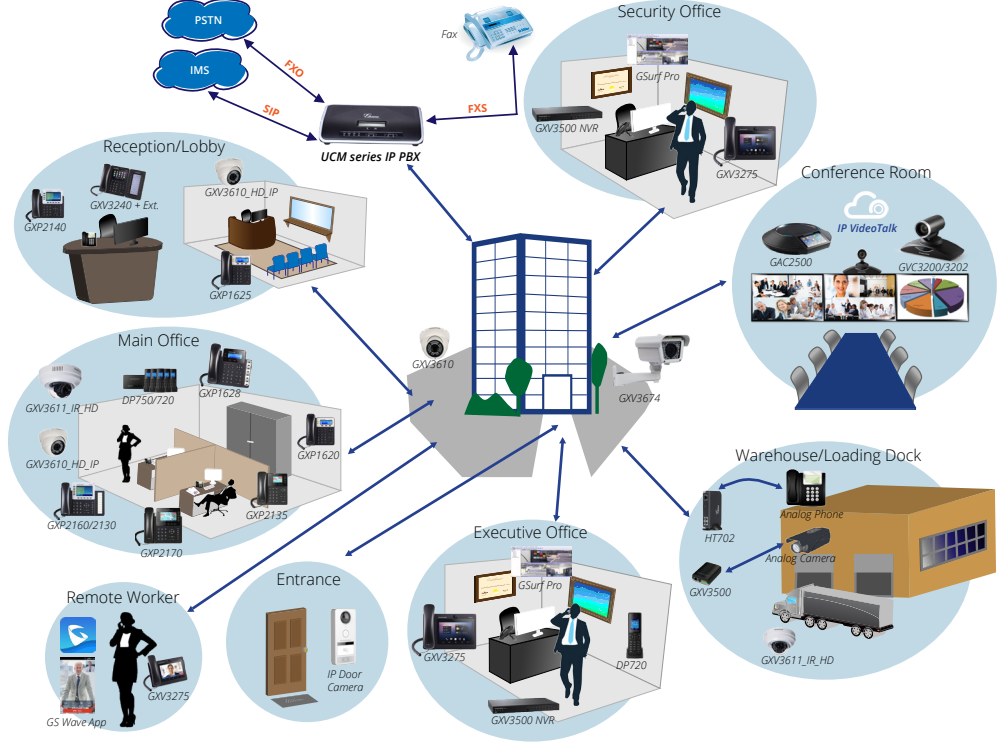 PSTN
IMS
FXO
SIP
Fax
FXS
UCM series IP PBX
Security Office
GSurf Pro
GXV3500 NVR
GXV3275
Reception/Lobby
GXV3610_HD_IP
GXV3240 + Ext.
GXP2140
GXP1625
Conference Room
IP VideoTalk
GAC2500
GVC3200/3202
Main Office
GXV3611_IR_HD
DP750/720
GXP1628
GXV3610_HD_IP
GXP1620
GXP2160/2130
GXP2135
GXP2170
GXV3610
GXV3674
Warehouse/Loading Dock
HT702
Analog Phone
Analog Camera
GXV3500
GXV3611_IR_HD
Remote Worker
GXV3275
GS Wave App
Entrance
IP Door
Camera
Executive Office
GSurf Pro
GXV3275
DP720
GXV3500 NVR